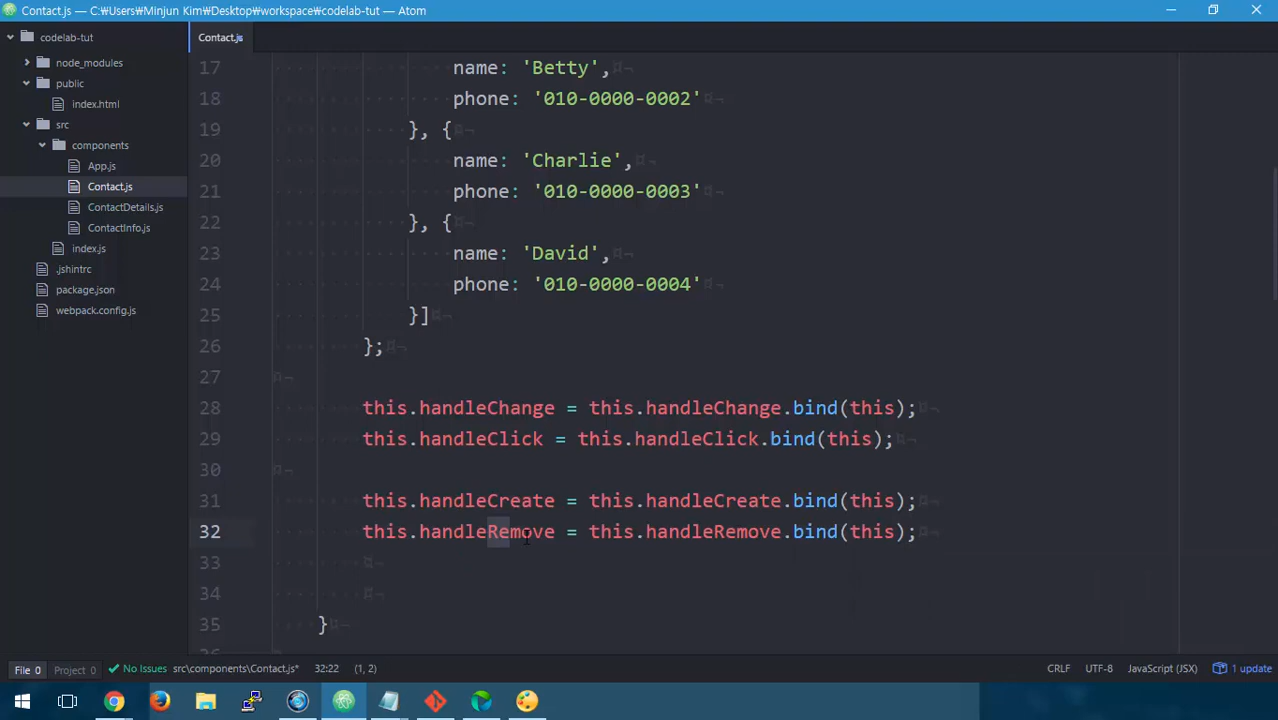 Contact.js — C:₩Users₩Minjun Kim₩Desktop₩workspace₩codelab-tut — Atom
codelab-tut
node_modules
public
index.html
src
components
App.js
Contact.js
ContactDetails.js
ContactInfo.js
index.js
.jshintrc
package.json
webpack.config.js
Contact.js
17 name: 'Betty',
18 phone: '010-0000-0002'
19 }, {
20 name: 'Charlie',
21 phone: '010-0000-0003'
22 }, {
23 name: 'David',
24 phone: '010-0000-0004'
25 }]
26 };
27
28 this.handleChange = this.handleChange.bind(this);
29 this.handleClick = this.handleClick.bind(this);
30
31 this.handleCreate = this.handleCreate.bind(this);
32 this.handleRemove = this.handleRemove.bind(this);
33
34
35 }
File 0 Project 0 No Issues src\components\Contact.js* 32:22 (1, 2) CRLF UTF-8 JavaScript (JSX) 1 update